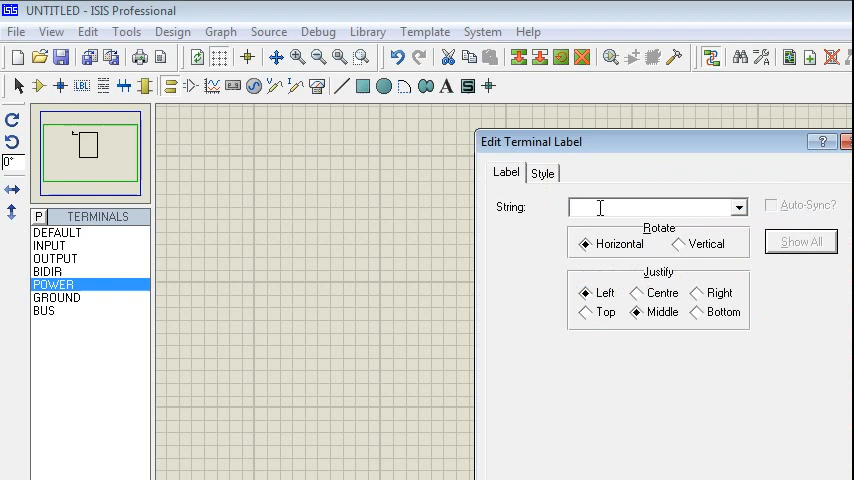 ISIS UNTITLED - ISIS Professional
File View Edit Tools Design Graph Source Debug Library Template System Help
LBL A S
0°
P TERMINALS
DEFAULT
INPUT
OUTPUT
BIDIR
POWER
GROUND
BUS
Edit Terminal Label ?
Label Style
String: Auto-Sync?
Rotate
Horizontal Vertical Show All
Justify
Left Centre Right
Top Middle Bottom